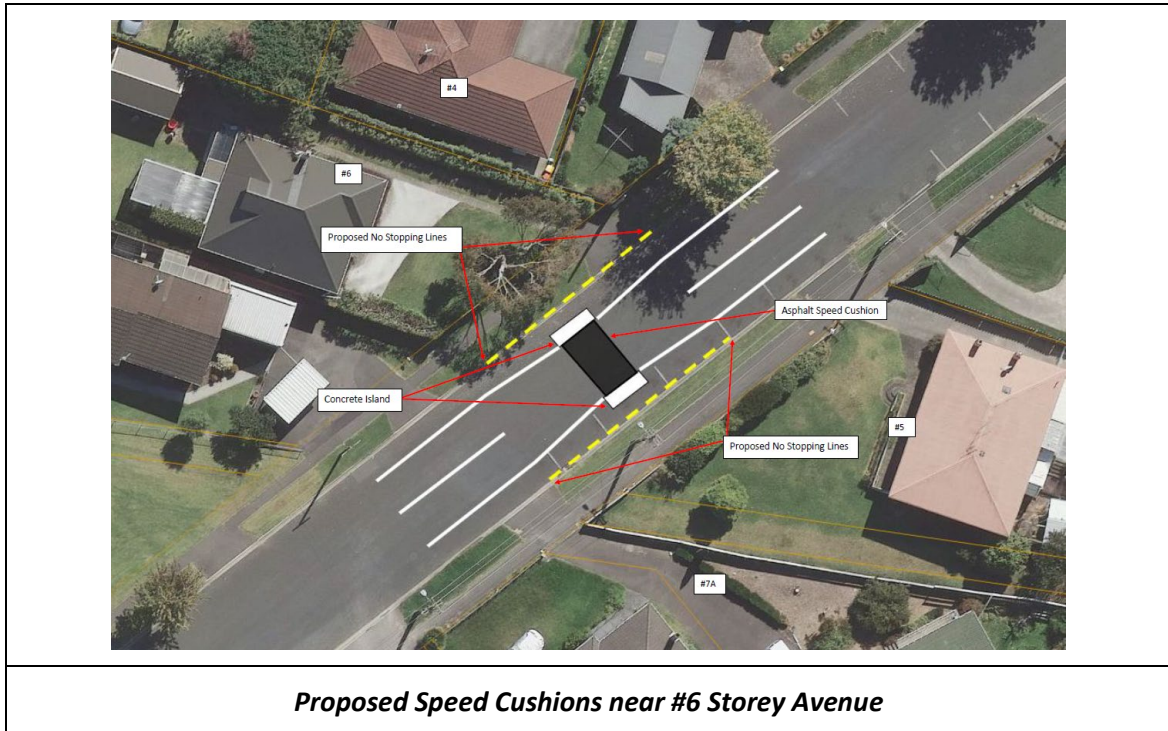 #4
#6
Proposed No Stopping Lines
Asphalt Speed Cushion
Concrete Island
#5
Proposed No Stopping Lines
#7A
Proposed Speed Cushions near #6 Storey Avenue